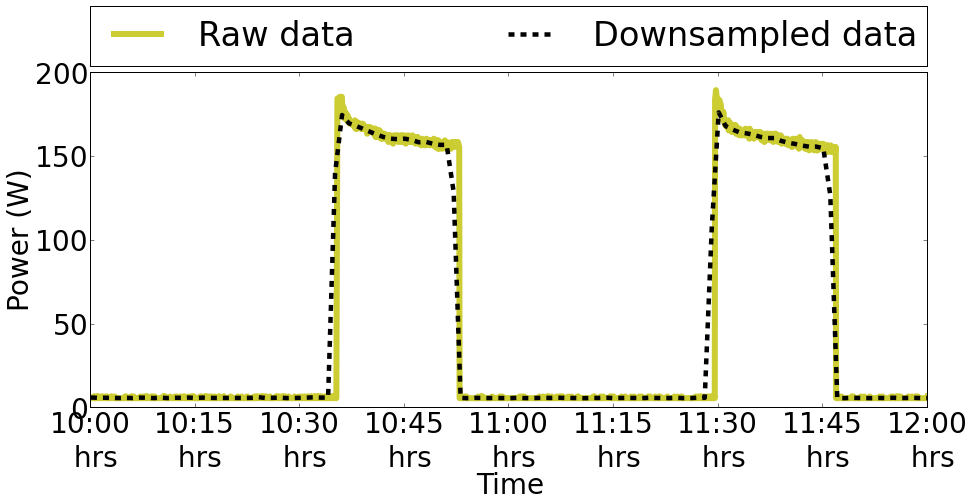 Raw data
Downsampled data
200
150
100
50
0
Power (W)
10:00 hrs
10:15 hrs
10:30 hrs
10:45 hrs
11:00 hrs
11:15 hrs
11:30 hrs
11:45 hrs
12:00 hrs
Time